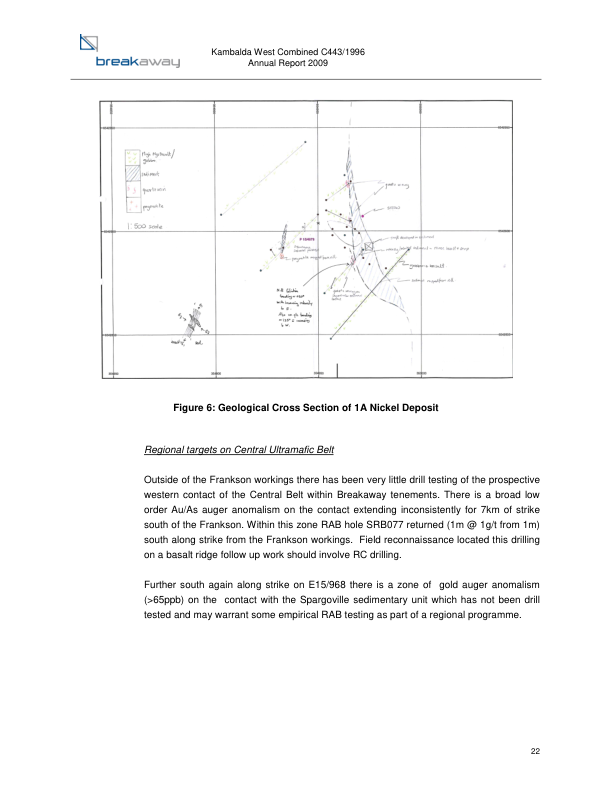 breakaway
Kambalda West Combined C443/1996
Annual Report 2009
sediment
pegmatite
1:500 scale
Figure 6: Geological Cross Section of 1A Nickel Deposit
Regional targets on Central Ultramafic Belt
Outside of the Frankson workings there has been very little drill testing of the prospective
western contact of the Central Belt within Breakaway tenements. There is a broad low
order Au/As auger anomalism on the contact extending inconsistently for 7km of strike
south of the Frankson. Within this zone RAB hole SRB077 returned (1m @ 1g/t from 1m)
south along strike from the Frankson workings. Field reconnaissance located this drilling
on a basalt ridge follow up work should involve RC drilling.
Further south again along strike on E15/968 there is a zone of gold auger anomalism
(>65ppb) on the contact with the Spargoville sedimentary unit which has not been drill
tested and may warrant some empirical RAB testing as part of a regional programme.
22